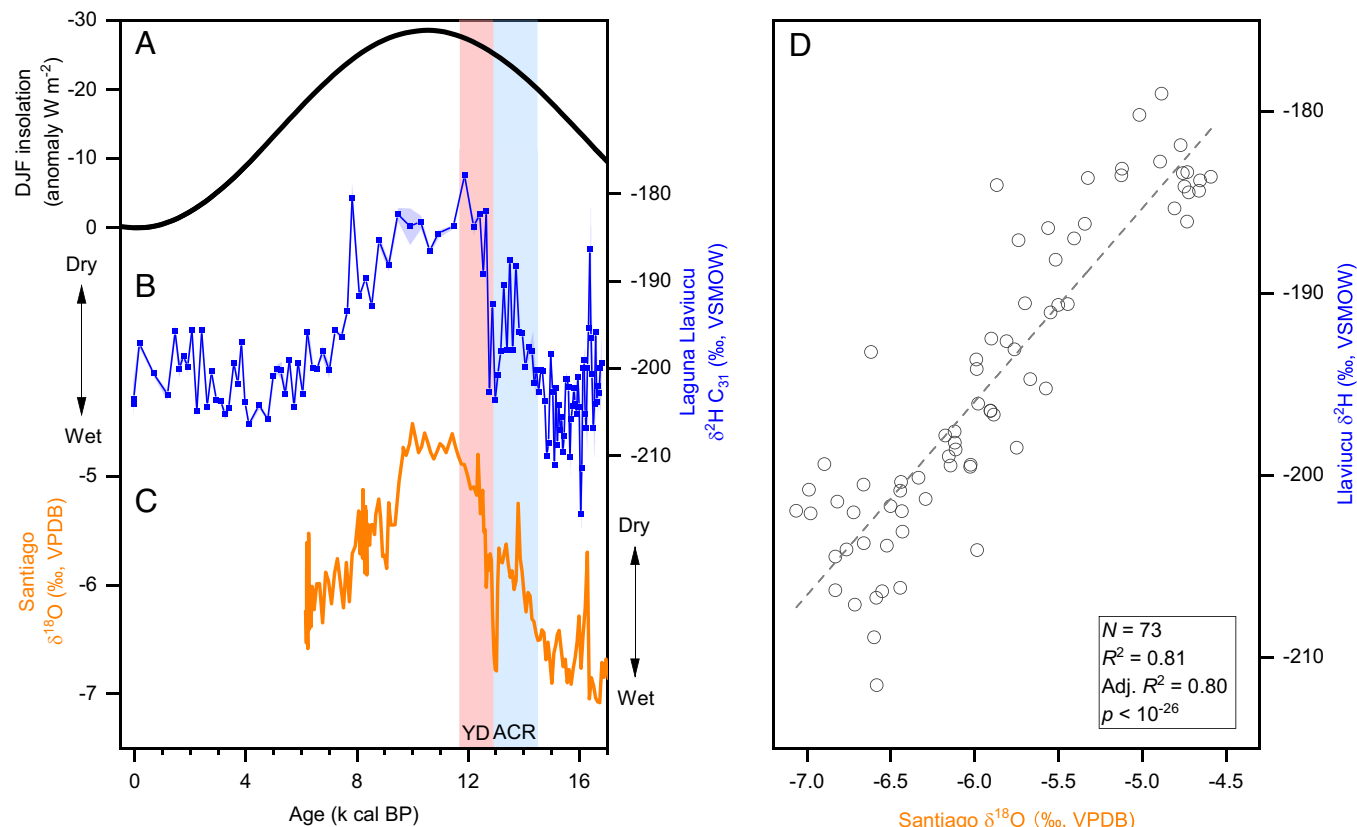 A
DJF insolation
(anomaly W m-2)
-30
-20
-10
0
Dry
Wet
B
-180
-190
-200
-210
Laguna Llaviucu
δ2H C31 (‰, VSMOW)
C
Santiago
δ18O (‰, VPDB)
-5
-6
-7
Dry
Wet
YD ACR
0 4 8 12 16
Age (k cal BP)
D
-180
-190
-200
-210
Llaviucu δ2H (‰, VSMOW)
N = 73
R2 = 0.81
Adj. R2 = 0.80
p < 10-26
-7.0 -6.5 -6.0 -5.5 -5.0 -4.5
Santiago δ18O (‰, VPDB)